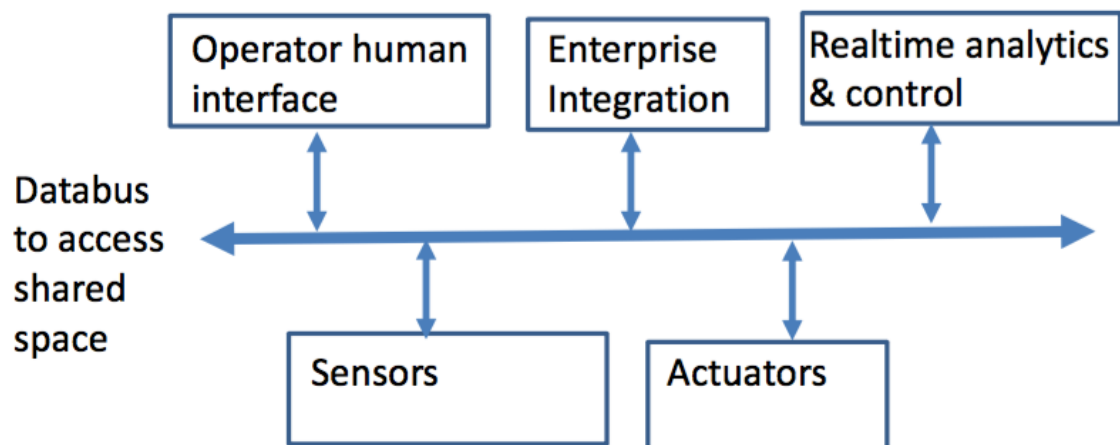 Operator human
interface
Enterprise
Integration
Realtime analytics
& control
Databus
to access
shared
space
Sensors
Actuators